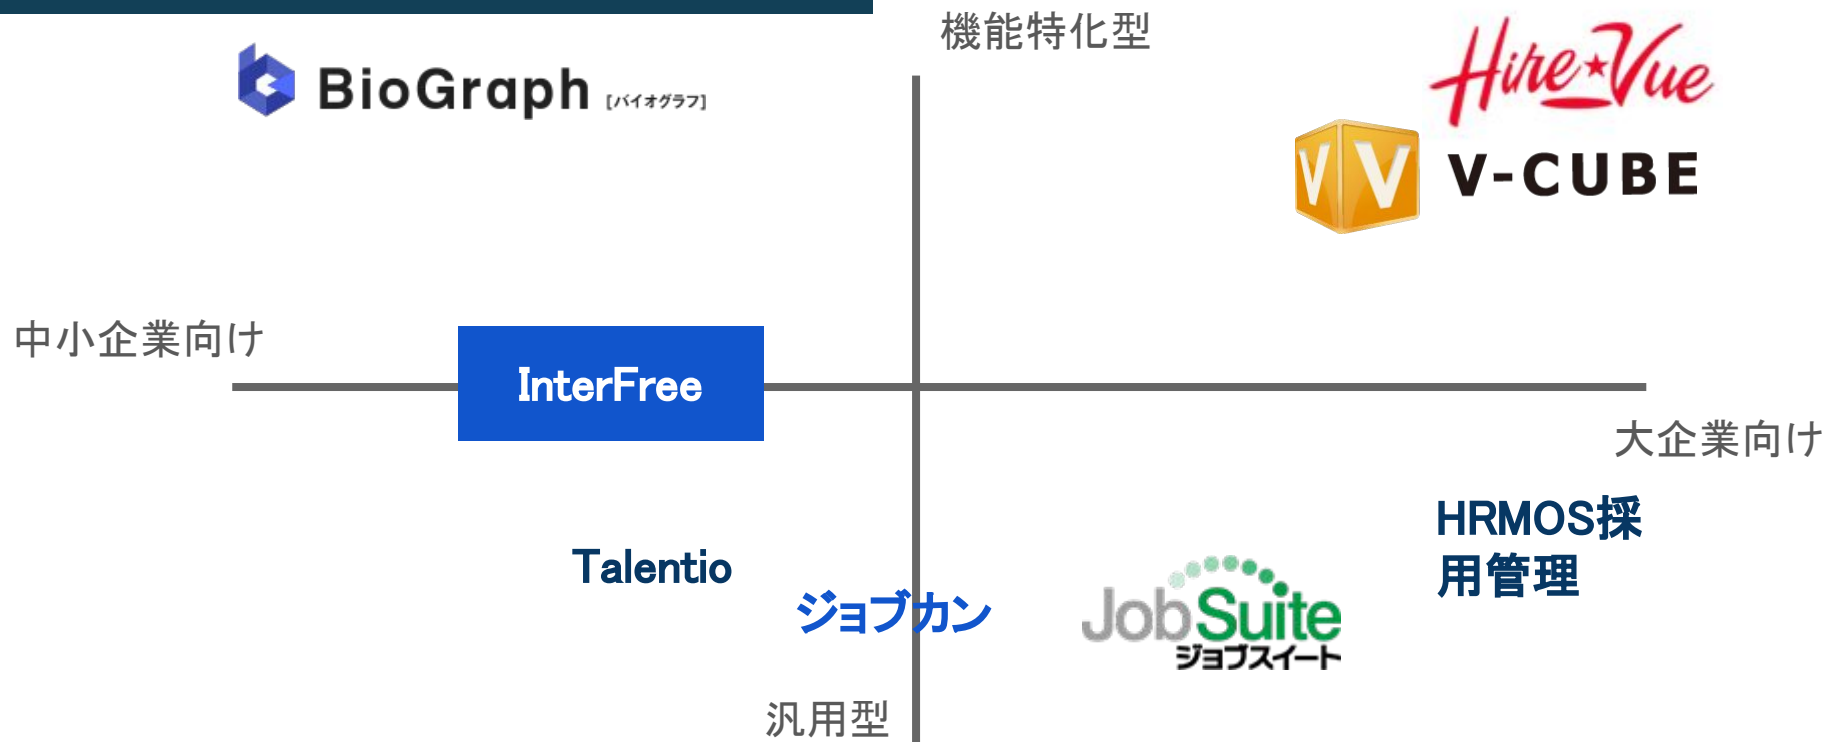 機能特化型
BioGraph [バイオグラフ]
Hire★Vue
V V V-CUBE
中小企業向け
InterFree
大企業向け
HRMOS採
用管理
Talentio
ジョブカン
JobSuite
ジョブスイート
汎用型